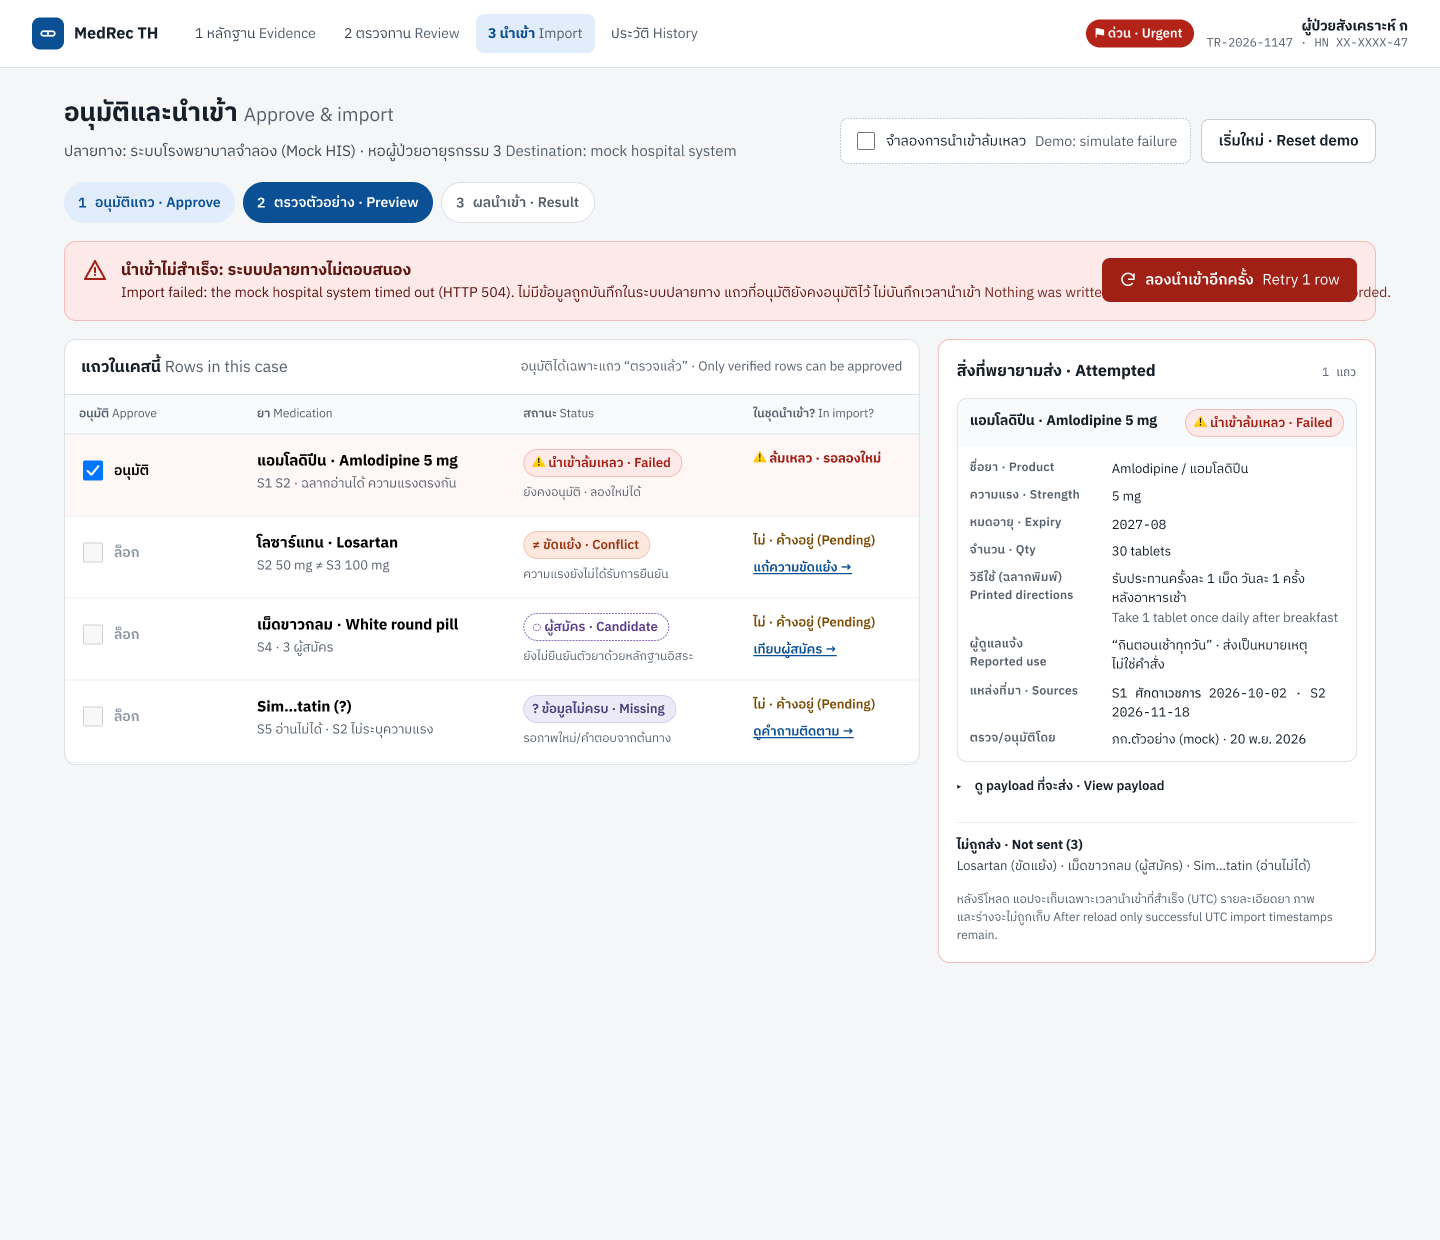 MedRec TH
1 หลักฐาน Evidence
2 ตรวจทาน Review
3 นำเข้า Import
ประวัติ History
ด่วน · Urgent
ผู้ป่วยสังเคราะห์ ก
TR-2026-1147 · HN XX-XXXX-47
อนุมัติและนำเข้า Approve & import
ปลายทาง: ระบบโรงพยาบาลจำลอง (Mock HIS) · หอผู้ป่วยอายุรกรรม 3 Destination: mock hospital system
จำลองการนำเข้าล้มเหลว Demo: simulate failure
เริ่มใหม่ · Reset demo
1 อนุมัติแถว · Approve
2 ตรวจตัวอย่าง · Preview
3 ผลนำเข้า · Result
นำเข้าไม่สำเร็จ: ระบบปลายทางไม่ตอบสนอง
Import failed: the mock hospital system timed out (HTTP 504). ไม่มีข้อมูลถูกบันทึกในระบบปลายทาง แถวที่อนุมัติยังคงอนุมัติไว้ ไม่บันทึกเวลานำเข้า Nothing was writte
rded.
ลองนำเข้าอีกครั้ง Retry 1 row
แถวในเคสนี้ Rows in this case
อนุมัติได้เฉพาะแถว “ตรวจแล้ว” · Only verified rows can be approved
อนุมัติ Approve
ยา Medication
สถานะ Status
ในชุดนำเข้า? In import?
อนุมัติ
แอมโลดิปีน · Amlodipine 5 mg
S1 S2 · ฉลากอ่านได้ ความแรงตรงกัน
นำเข้าล้มเหลว · Failed
ยังคงอนุมัติ · ลองใหม่ได้
ล้มเหลว · รอลองใหม่
ล็อก
โลซาร์แทน · Losartan
S2 50 mg ≠ S3 100 mg
≠ ขัดแย้ง · Conflict
ความแรงยังไม่ได้รับการยืนยัน
ไม่ · ค้างอยู่ (Pending)
แก้ความขัดแย้ง →
ล็อก
เม็ดขาวกลม · White round pill
S4 · 3 ผู้สมัคร
◌ ผู้สมัคร · Candidate
ยังไม่ยืนยันตัวยาด้วยหลักฐานอิสระ
ไม่ · ค้างอยู่ (Pending)
เทียบผู้สมัคร →
ล็อก
Sim…tatin (?)
S5 อ่านไม่ได้ · S2 ไม่ระบุความแรง
? ข้อมูลไม่ครบ · Missing
รอภาพใหม่/คำตอบจากต้นทาง
ไม่ · ค้างอยู่ (Pending)
ดูคำถามติดตาม →
สิ่งที่พยายามส่ง · Attempted
1 แถว
แอมโลดิปีน · Amlodipine 5 mg
นำเข้าล้มเหลว · Failed
ชื่อยา · Product
Amlodipine / แอมโลดิปีน
ความแรง · Strength
5 mg
หมดอายุ · Expiry
2027-08
จำนวน · Qty
30 tablets
วิธีใช้ (ฉลากพิมพ์)
Printed directions
รับประทานครั้งละ 1 เม็ด วันละ 1 ครั้ง
หลังอาหารเช้า
Take 1 tablet once daily after breakfast
ผู้ดูแลแจ้ง
Reported use
“กินตอนเช้าทุกวัน” · ส่งเป็นหมายเหตุ
ไม่ใช่คำสั่ง
แหล่งที่มา · Sources
S1 ศักดาเวชการ 2026-10-02 · S2
2026-11-18
ตรวจ/อนุมัติโดย
ภก.ตัวอย่าง (mock) · 20 พ.ย. 2026
▸ ดู payload ที่จะส่ง · View payload
ไม่ถูกส่ง · Not sent (3)
Losartan (ขัดแย้ง) · เม็ดขาวกลม (ผู้สมัคร) · Sim…tatin (อ่านไม่ได้)
หลังรีโหลด แอปจะเก็บเฉพาะเวลานำเข้าที่สำเร็จ (UTC) รายละเอียดยา ภาพ
และร่างจะไม่ถูกเก็บ After reload only successful UTC import timestamps
remain.